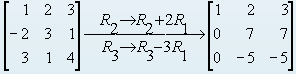 [1 2 3] R₂→R₂+2R₁ [1 2 3]
[-2 3 1] R₃→R₃-3R₁ [0 7 7]
[3 1 4] [0 -5 -5]